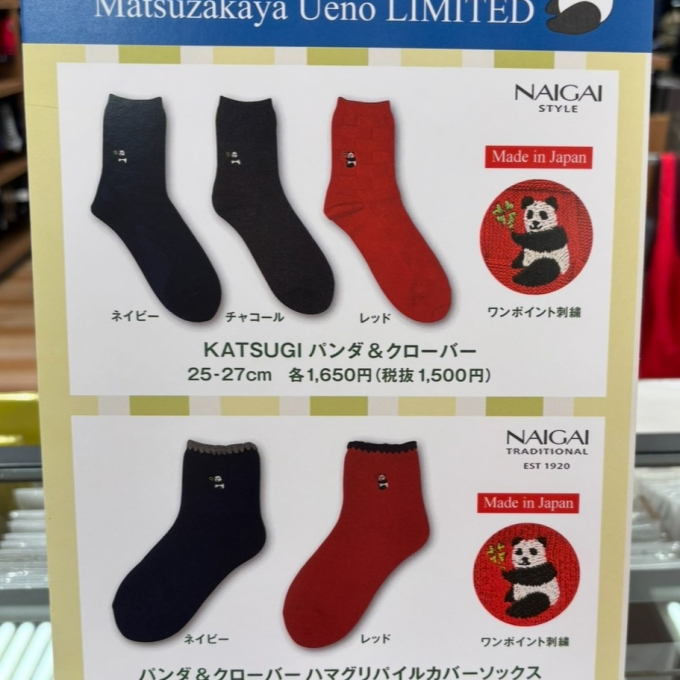 Matsuzakaya Ueno LIMITED
NAIGAI
STYLE
Made in Japan
ネイビー
チャコール
レッド
ワンポイント刺繍
KATSUGI パンダ＆クローバー
25-27cm 各1,650円(税抜1,500円)
NAIGAI
TRADITIONAL
EST 1920
Made in Japan
ネイビー
レッド
ワンポイント刺繍
パンダ＆クローバー ハマグリパイルカバーソックス